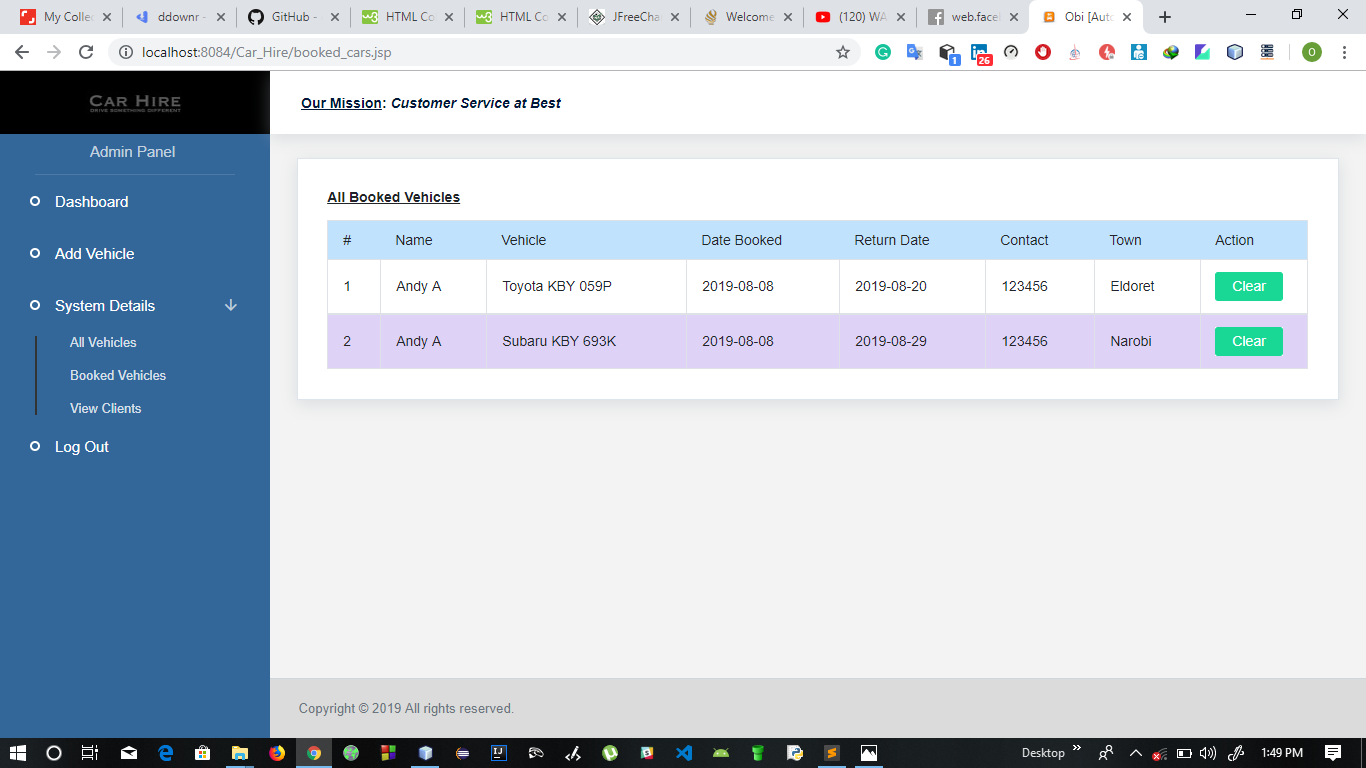 My Collec
ddownr -
GitHub -
HTML Co
HTML Co
JFreeCha
Welcome
(120) WA
web.facel
Obi [Auto
localhost:8084/Car_Hire/booked_cars.jsp
1
26
O
CAR HIRE
DRIVE SOMETHING DIFFERENT
Our Mission: Customer Service at Best
Admin Panel
Dashboard
Add Vehicle
System Details
All Vehicles
Booked Vehicles
View Clients
Log Out
All Booked Vehicles
# Name Vehicle Date Booked Return Date Contact Town Action
1 Andy A Toyota KBY 059P 2019-08-08 2019-08-20 123456 Eldoret Clear
2 Andy A Subaru KBY 693K 2019-08-08 2019-08-29 123456 Narobi Clear
Copyright © 2019 All rights reserved.
Desktop
1:49 PM